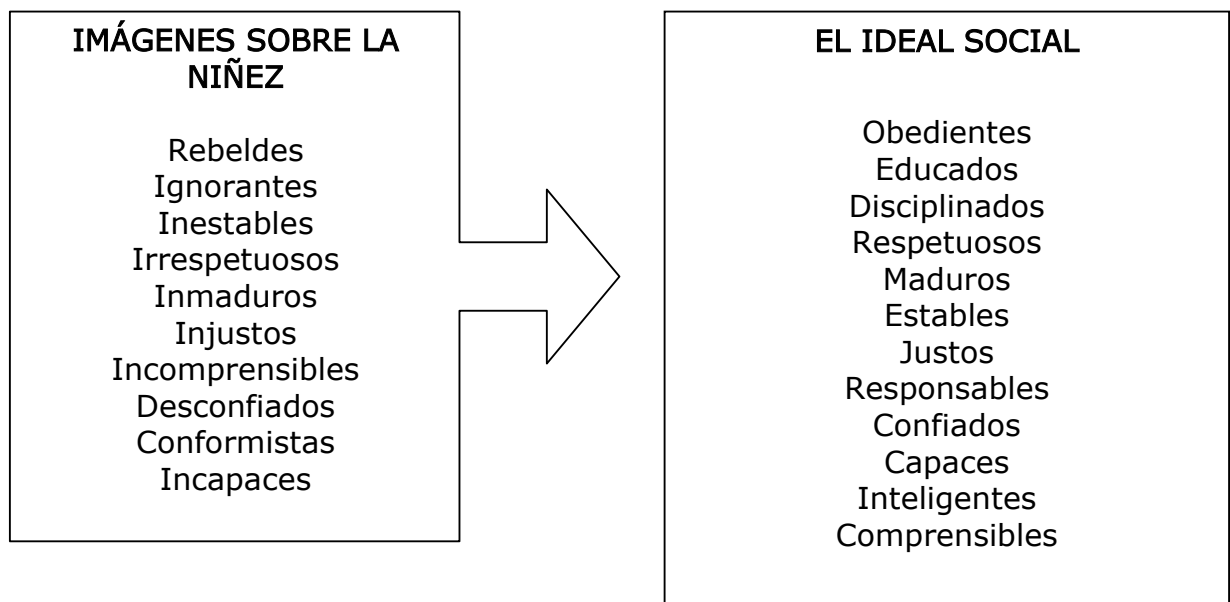 IMÁGENES SOBRE LA
NIÑEZ
Rebeldes
Ignorantes
Inestables
Irrespetuosos
Inmaduros
Injustos
Incomprensibles
Desconfiados
Conformistas
Incapaces
EL IDEAL SOCIAL
Obedientes
Educados
Disciplinados
Respetuosos
Maduros
Estables
Justos
Responsables
Confiados
Capaces
Inteligentes
Comprensibles